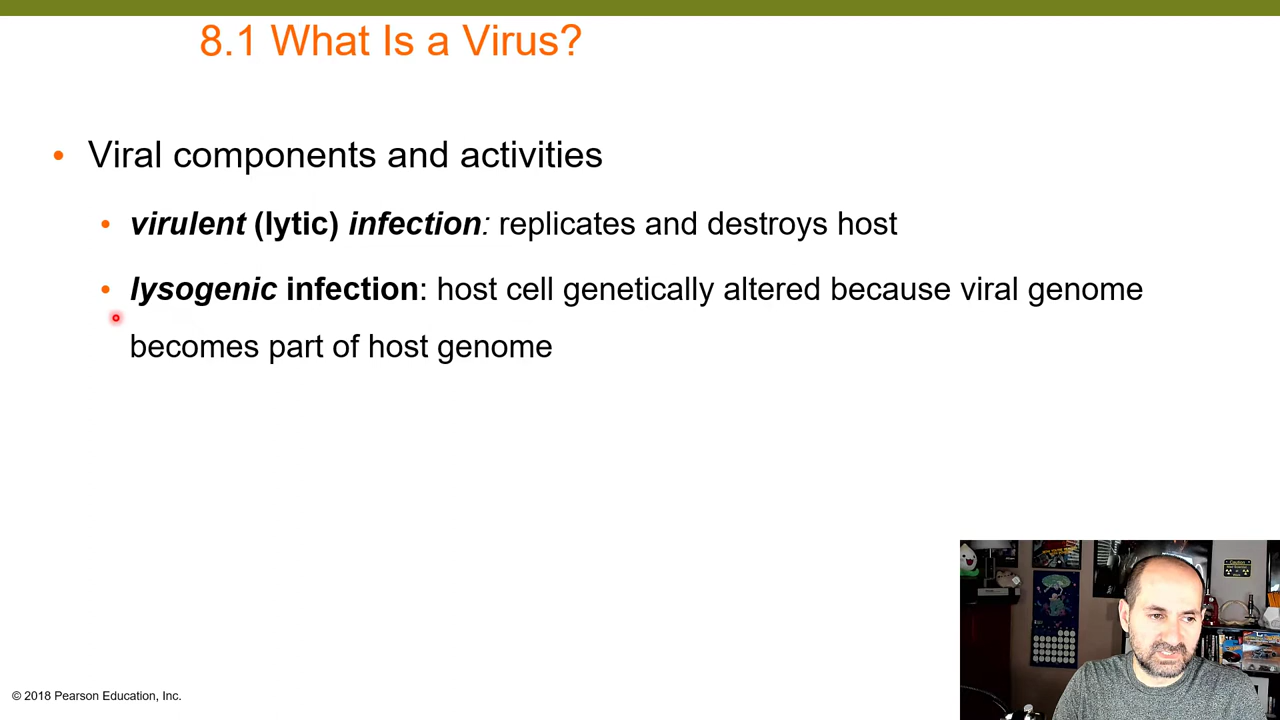 8.1 What Is a Virus?
• Viral components and activities
• virulent (lytic) infection: replicates and destroys host
• lysogenic infection: host cell genetically altered because viral genome
becomes part of host genome
© 2018 Pearson Education, Inc.